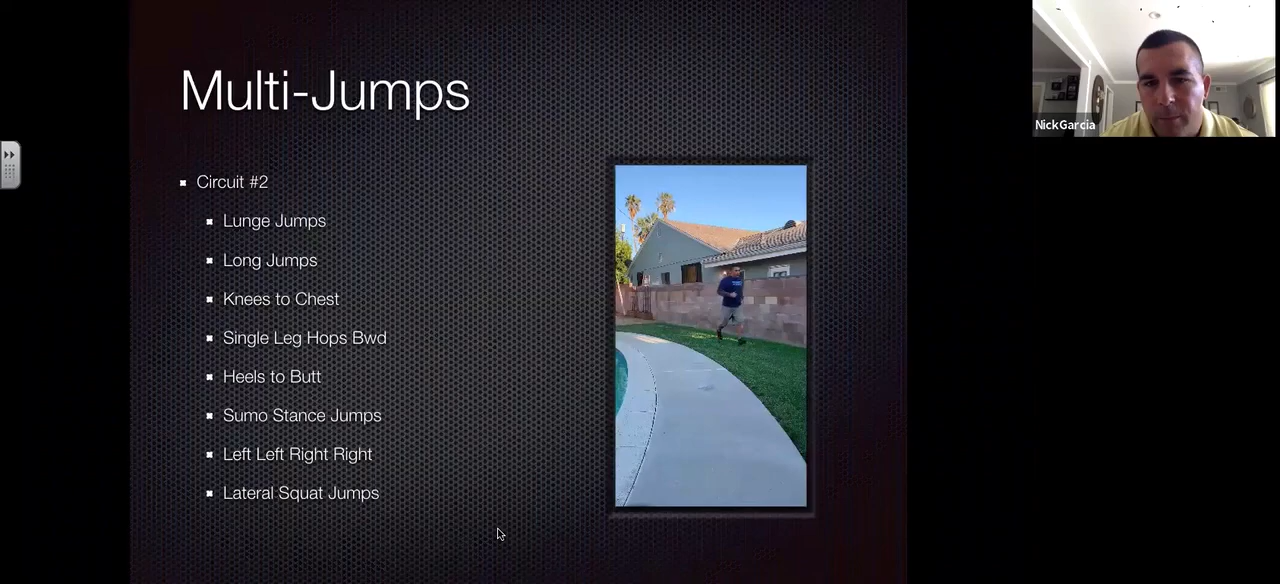 Multi-Jumps
Circuit #2
Lunge Jumps
Long Jumps
Knees to Chest
Single Leg Hops Bwd
Heels to Butt
Sumo Stance Jumps
Left Left Right Right
Lateral Squat Jumps
NickGarcia